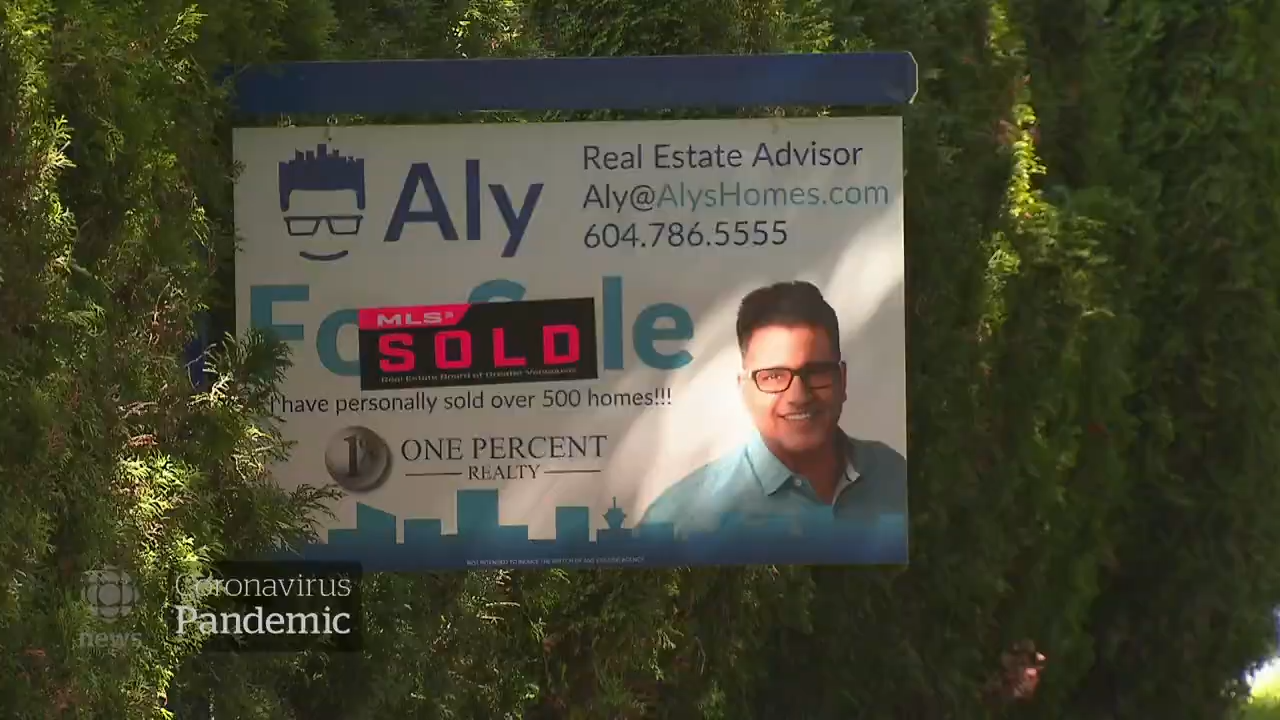 Aly
Real Estate Advisor
Aly@AlysHomes.com
604.786.5555
For Sale
MLS®
SOLD
Real Estate Board of Greater Vancouver
I have personally sold over 500 homes!!!
1%
ONE PERCENT
REALTY
Coronavirus
Pandemic
news